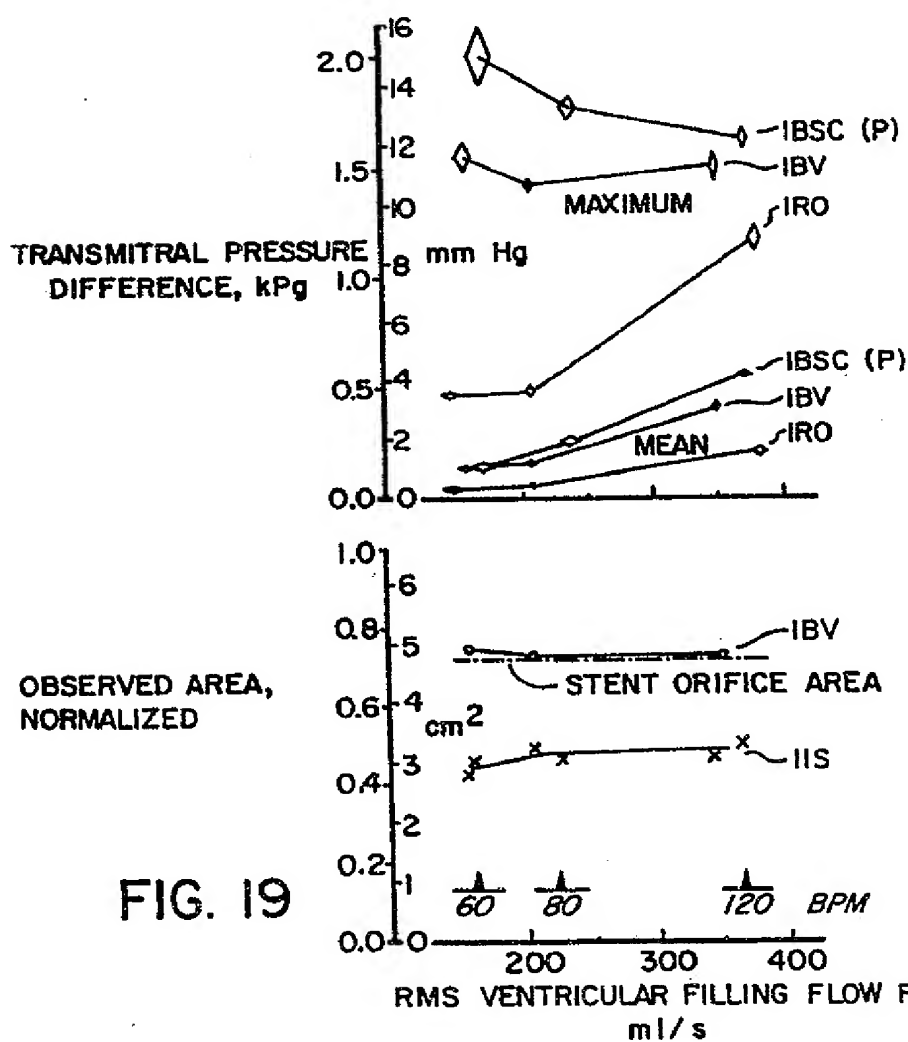 16
2.0
14
IBSC (P)
12
IBV
1.5
MAXIMUM
10
IRO
TRANSMITRAL PRESSURE
DIFFERENCE, kPg
mm Hg
8
1.0
6
IBSC (P)
0.5
4
IBV
2
MEAN
IRO
0.0
0
1.0
6
0.8
5
IBV
STENT ORIFICE AREA
OBSERVED AREA,
NORMALIZED
0.6
4
cm2
3
IIS
0.4
2
0.2
1
60
80
120
BPM
FIG. 19
0.0
0
200
300
400
RMS VENTRICULAR FILLING FLOW
ml/s